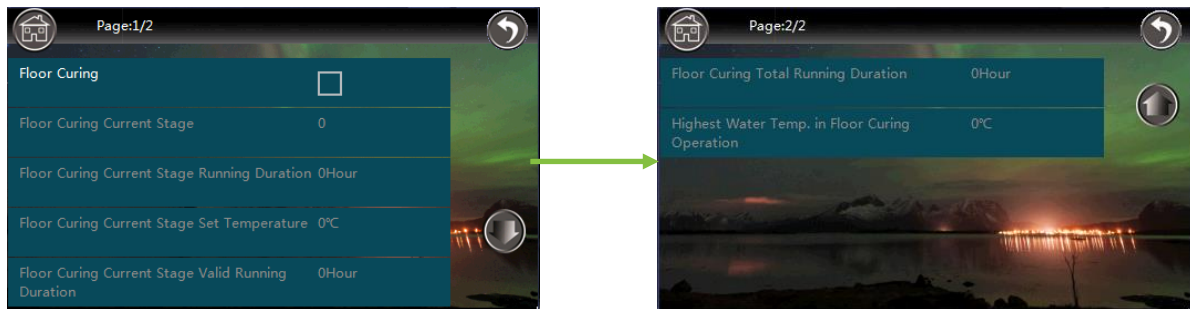 Page:1/2
Floor Curing
Floor Curing Current Stage 0
Floor Curing Current Stage Running Duration 0Hour
Floor Curing Current Stage Set Temperature 0℃
Floor Curing Current Stage Valid Running 0Hour
Duration
Page:2/2
Floor Curing Total Running Duration 0Hour
Highest Water Temp. in Floor Curing 0℃
Operation